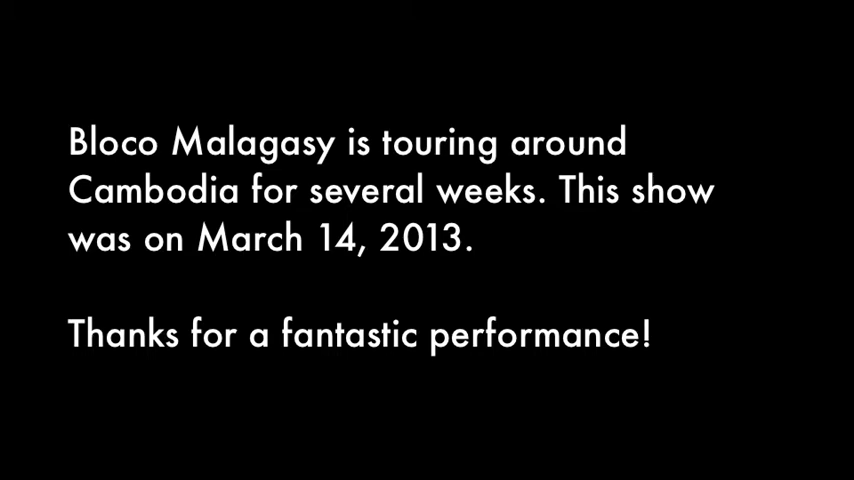 Bloco Malagasy is touring around
Cambodia for several weeks. This show
was on March 14, 2013.
Thanks for a fantastic performance!